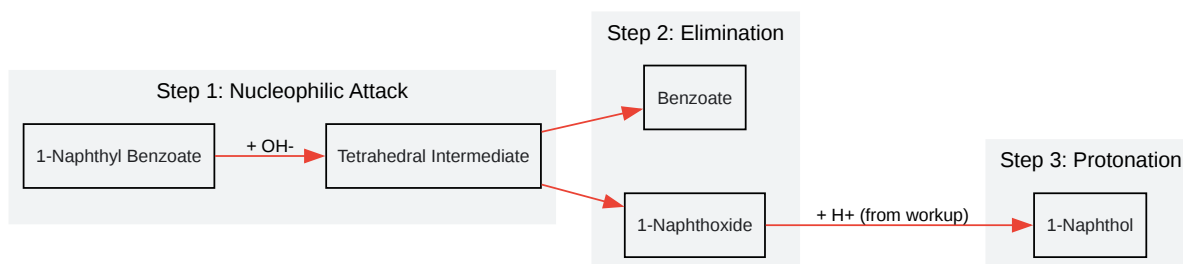 Step 1: Nucleophilic Attack
1-Naphthyl Benzoate
+ OH-
Tetrahedral Intermediate
Step 2: Elimination
Benzoate
1-Naphthoxide
+ H+ (from workup)
Step 3: Protonation
1-Naphthol